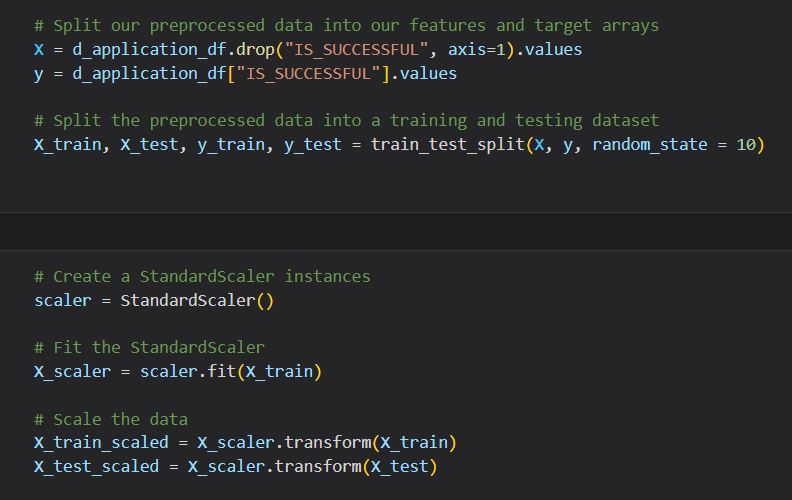 # Split our preprocessed data into our features and target arrays
X = d_application_df.drop("IS_SUCCESSFUL", axis=1).values
y = d_application_df["IS_SUCCESSFUL"].values
# Split the preprocessed data into a training and testing dataset
X_train, X_test, y_train, y_test = train_test_split(X, y, random_state = 10)
# Create a StandardScaler instances
scaler = StandardScaler()
# Fit the StandardScaler
X_scaler = scaler.fit(X_train)
# Scale the data
X_train_scaled = X_scaler.transform(X_train)
X_test_scaled = X_scaler.transform(X_test)